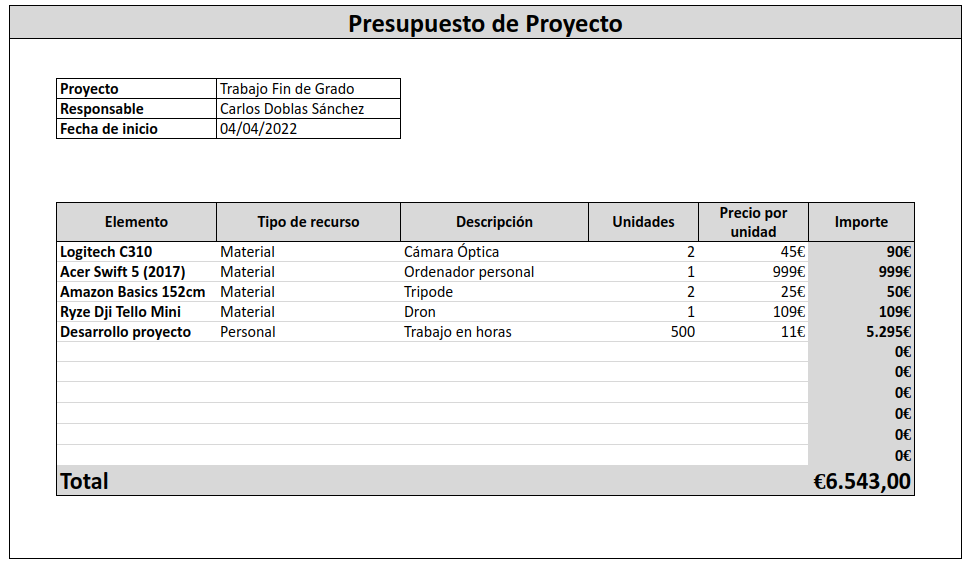 Presupuesto de Proyecto
Proyecto Trabajo Fin de Grado
Responsable Carlos Doblas Sánchez
Fecha de inicio 04/04/2022
Elemento Tipo de recurso Descripción Unidades Precio por unidad Importe
Logitech C310 Material Cámara Óptica 2 45€ 90€
Acer Swift 5 (2017) Material Ordenador personal 1 999€ 999€
Amazon Basics 152cm Material Tripode 2 25€ 50€
Ryze Dji Tello Mini Material Dron 1 109€ 109€
Desarrollo proyecto Personal Trabajo en horas 500 11€ 5.295€
0€
0€
0€
0€
0€
0€
Total €6.543,00